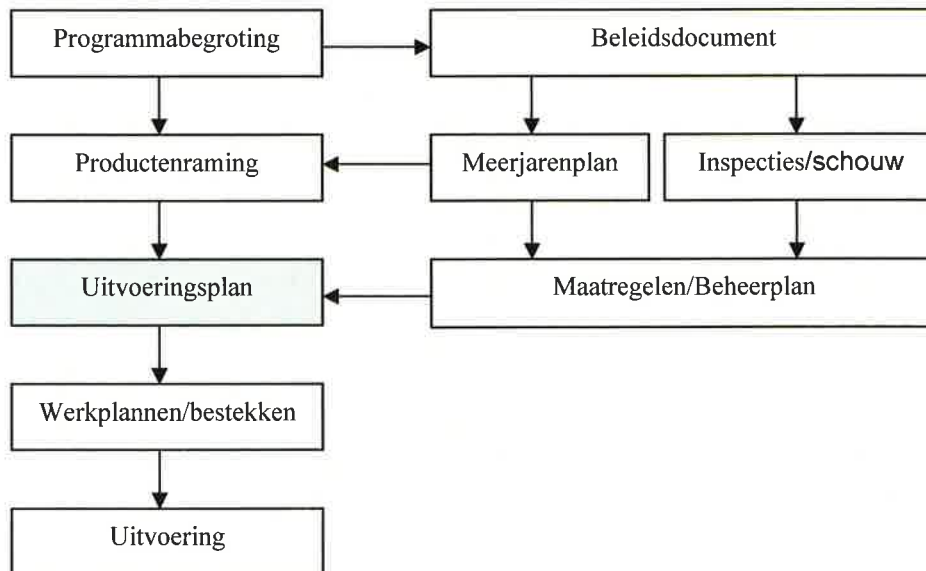 Programmabegroting
Beleidsdocument
Productenraming
Meerjarenplan
Inspecties/schouw
Uitvoeringsplan
Maatregelen/Beheerplan
Werkplannen/bestekken
Uitvoering